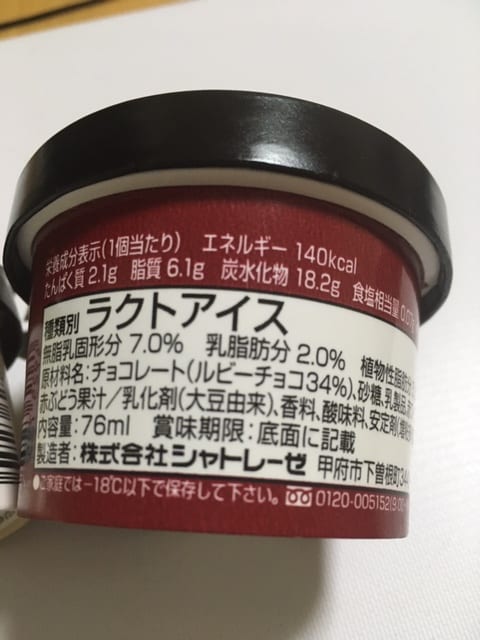 栄養成分表示(1個当たり) エネルギー 140kcal
たんぱく質 2.1g 脂質 6.1g 炭水化物 18.2g 食塩相当量
種類別 ラクトアイス
無脂乳固形分 7.0% 乳脂肪分 2.0% 植物性脂肪分
原材料名:チョコレート(ルビーチョコ34%)、砂糖、乳製品、
赤ぶどう果汁/乳化剤(大豆由来)、香料、酸味料、安定剤
内容量:76ml 賞味期限:底面に記載
製造者:株式会社シャトレーゼ 甲府市下曽根町
●ご家庭では−18℃以下で保存して下さい。 0120-005152